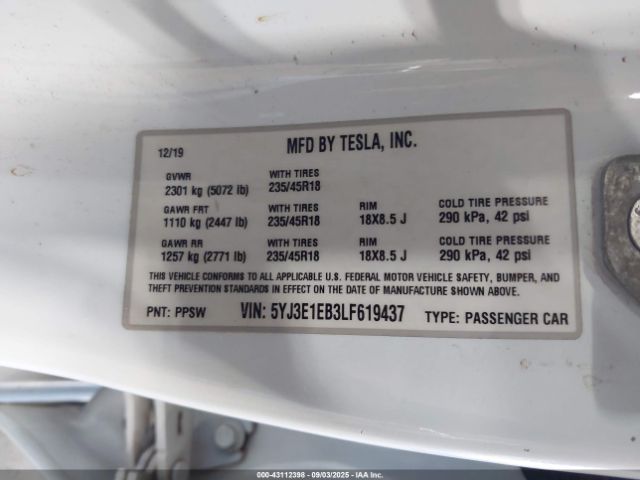 12/19 MFD BY TESLA, INC.
GVWR WITH TIRES
2301 kg (5072 lb) 235/45R18
GAWR FRT WITH TIRES RIM COLD TIRE PRESSURE
1110 kg (2447 lb) 235/45R18 18X8.5 J 290 kPa, 42 psi
GAWR RR WITH TIRES RIM COLD TIRE PRESSURE
1257 kg (2771 lb) 235/45R18 18X8.5 J 290 kPa, 42 psi
THIS VEHICLE CONFORMS TO ALL APPLICABLE U.S. FEDERAL MOTOR VEHICLE SAFETY, BUMPER, AND
THEFT PREVENTION STANDARDS IN EFFECT ON THE DATE OF MANUFACTURE SHOWN ABOVE.
PNT: PPSW VIN: 5YJ3E1EB3LF619437 TYPE: PASSENGER CAR
000-43112398 - 09/03/2025 - IAA Inc.